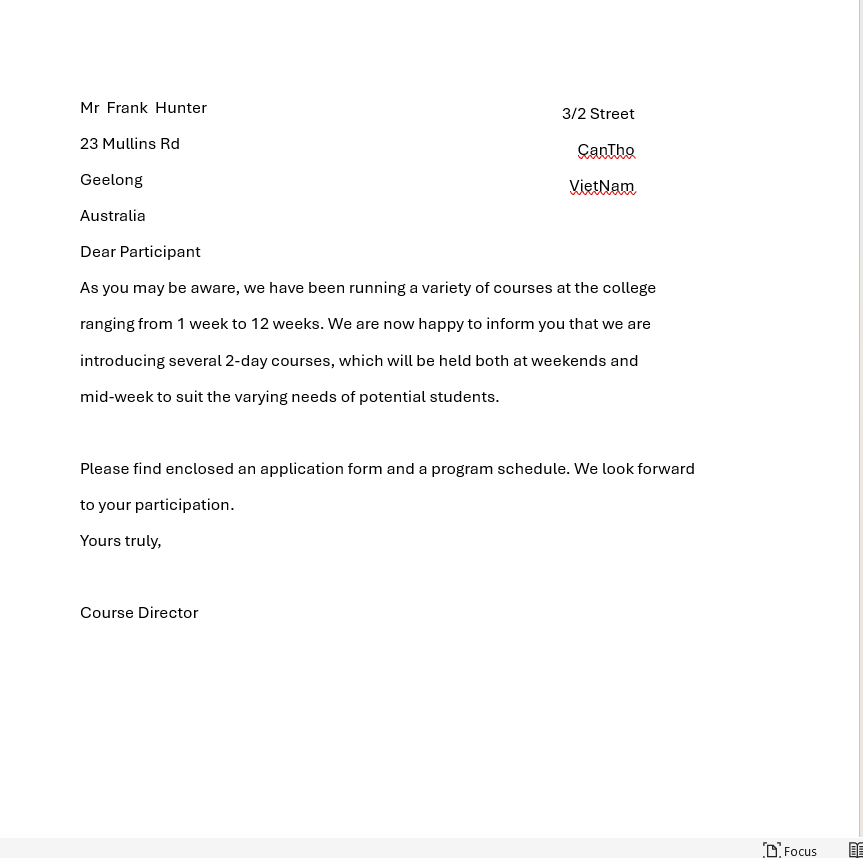 Mr Frank Hunter
3/2 Street
23 Mullins Rd
CanTho
Geelong
VietNam
Australia
Dear Participant
As you may be aware, we have been running a variety of courses at the college
ranging from 1 week to 12 weeks. We are now happy to inform you that we are
introducing several 2-day courses, which will be held both at weekends and
mid-week to suit the varying needs of potential students.
Please find enclosed an application form and a program schedule. We look forward
to your participation.
Yours truly,
Course Director
Focus